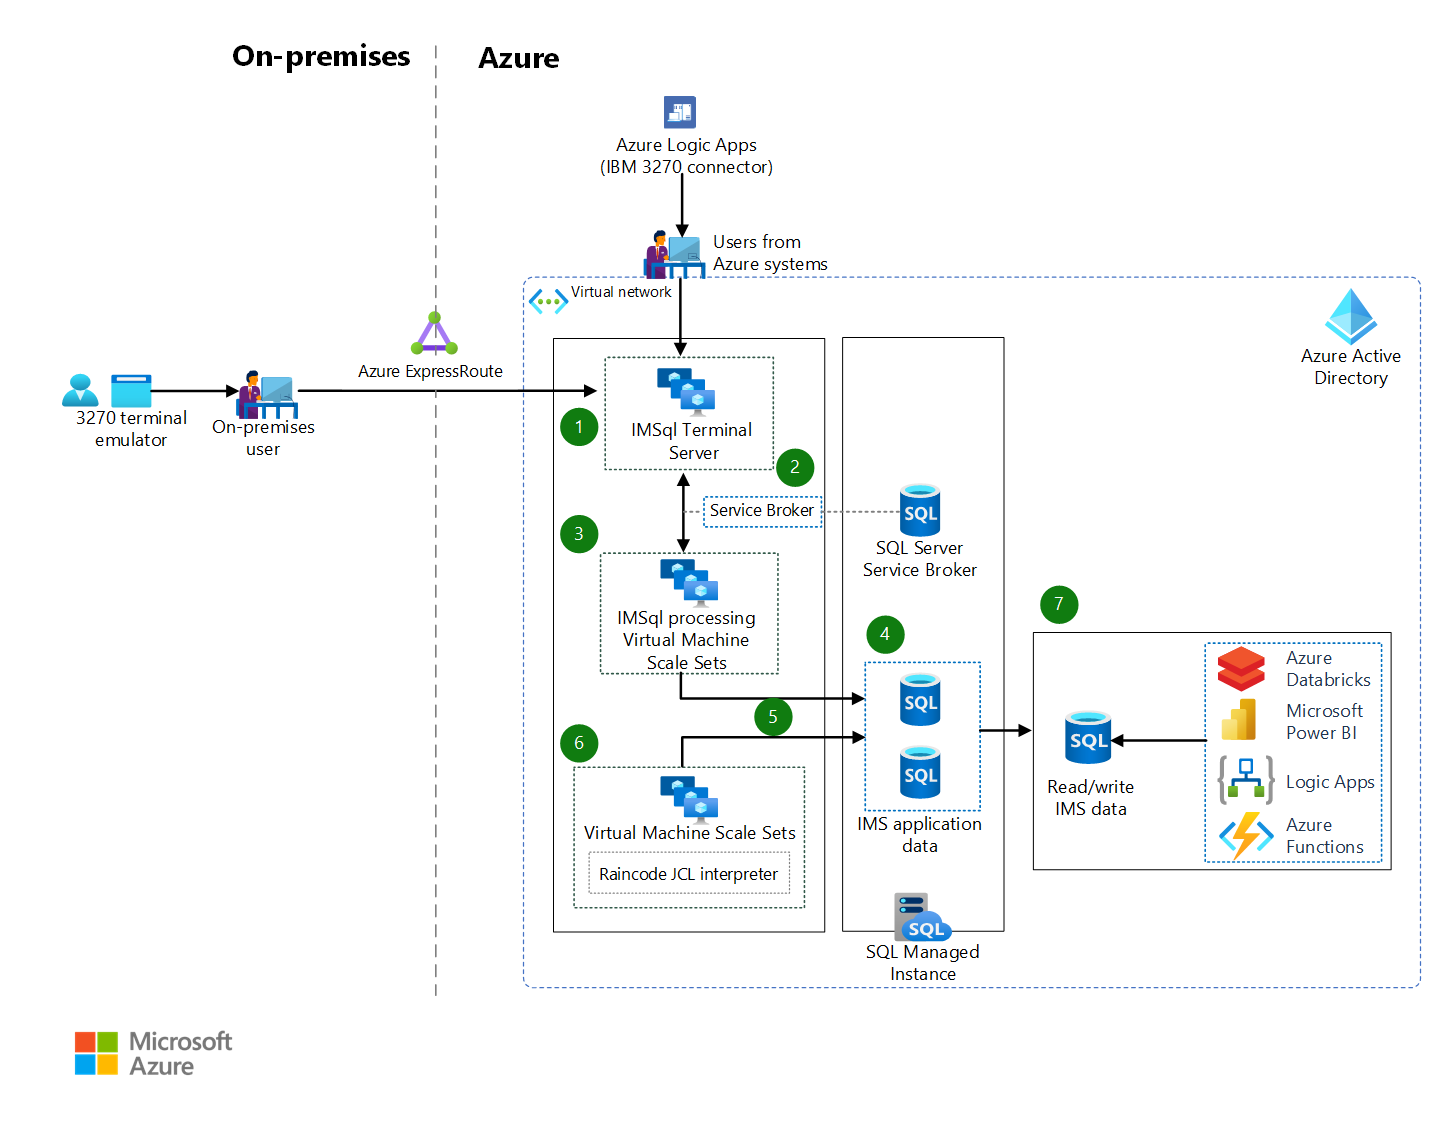 On-premises
Azure
Azure Logic Apps
(IBM 3270 connector)
Users from
Azure systems
Virtual network
Azure Active
Directory
Azure ExpressRoute
3270 terminal
emulator
On-premises
user
1
IMSql Terminal
Server
2
Service Broker
SQL
SQL Server
Service Broker
3
IMSql processing
Virtual Machine
Scale Sets
4
SQL
SQL
IMS application
data
5
6
Virtual Machine Scale Sets
Raincode JCL interpreter
SQL
SQL Managed
Instance
7
SQL
Read/write
IMS data
Azure
Databricks
Microsoft
Power BI
Logic Apps
Azure
Functions
Microsoft
Azure